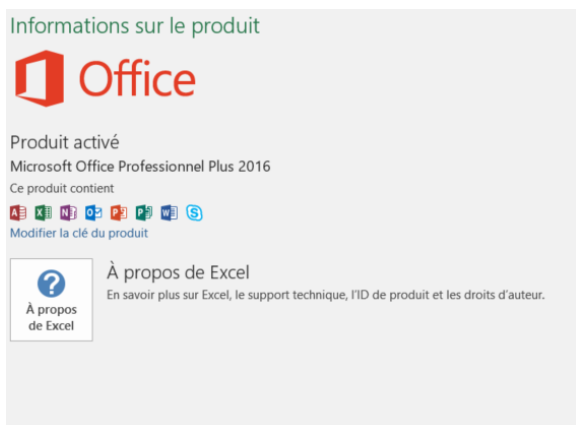 Informations sur le produit
Office
Produit activé
Microsoft Office Professionnel Plus 2016
Ce produit contient
Modifier la clé du produit
À propos de Excel
À propos de Excel
En savoir plus sur Excel, le support technique, l'ID de produit et les droits d'auteur.